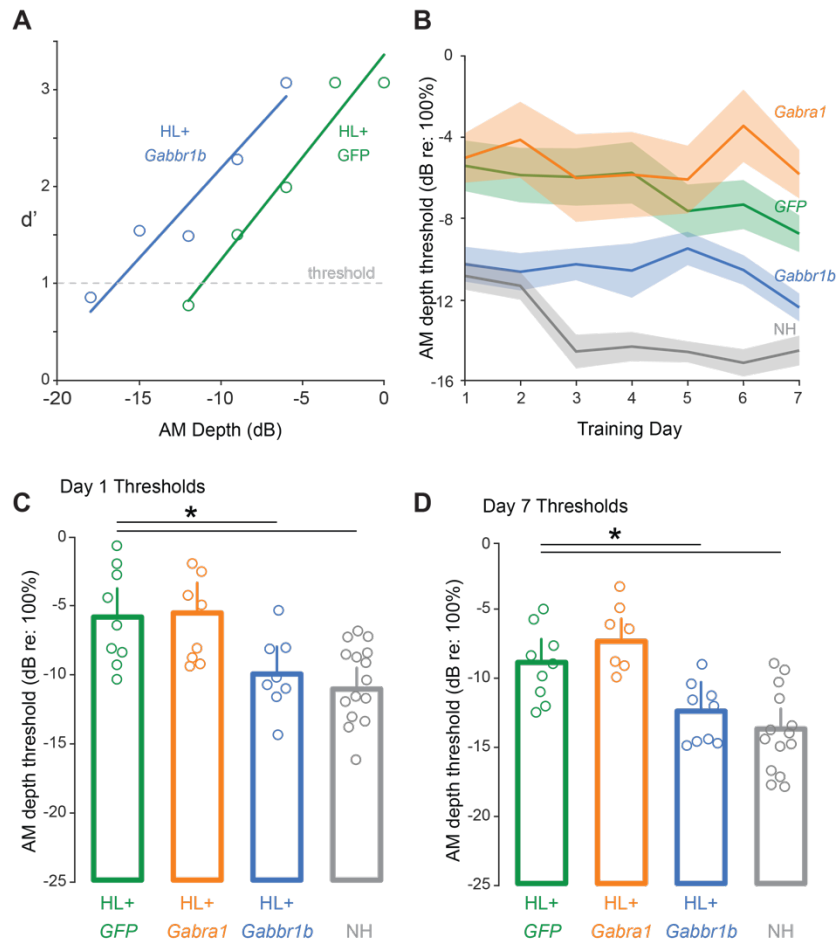 A
3
2
1
0
d'
HL+
Gabbr1b
HL+
GFP
threshold
-20
-15
-10
-5
0
AM Depth (dB)
B
0
-4
-8
-12
-16
AM depth threshold (dB re: 100%)
Gabra1
GFP
Gabbr1b
NH
1
2
3
4
5
6
7
Training Day
C
Day 1 Thresholds
*
0
-5
-10
-15
-20
-25
AM depth threshold (dB re: 100%)
HL+
GFP
HL+
Gabra1
HL+
Gabbr1b
NH
D
Day 7 Thresholds
*
0
-5
-10
-15
-20
-25
AM depth threshold (dB re: 100%)
HL+
GFP
HL+
Gabra1
HL+
Gabbr1b
NH